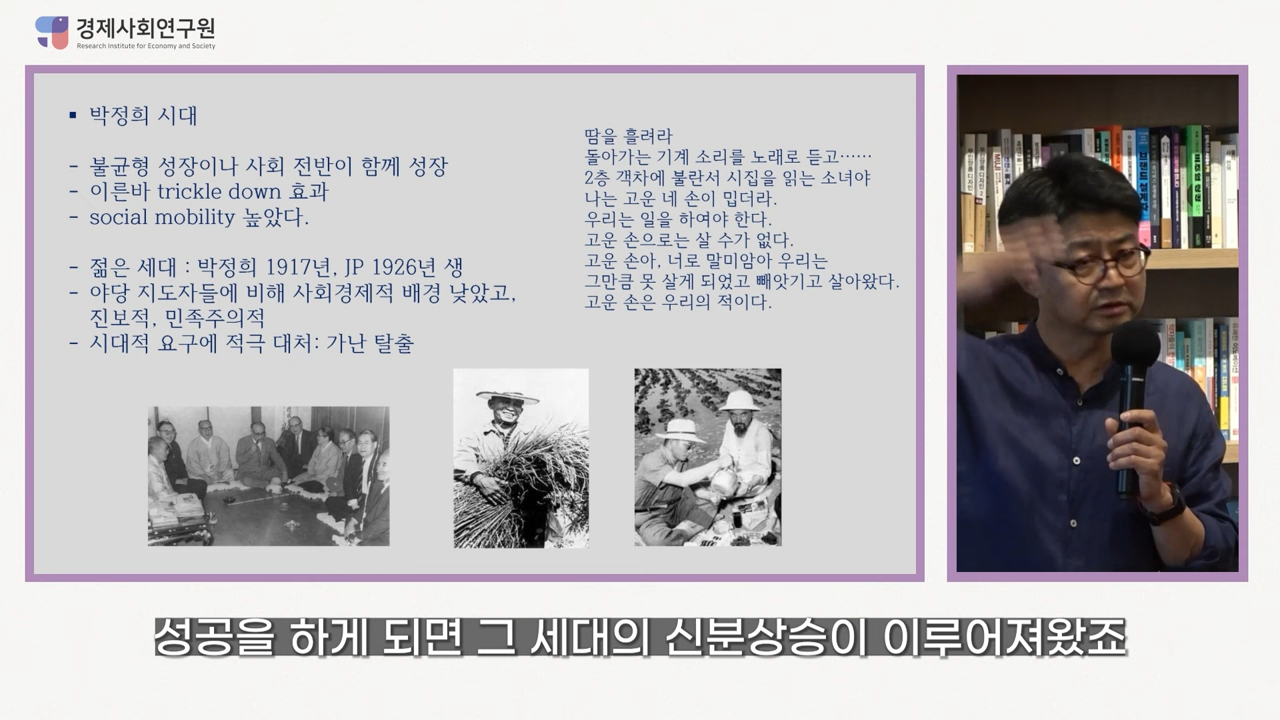 경제사회연구원
Research Institute for Economy and Society
▪ 박정희 시대
- 불균형 성장이나 사회 전반이 함께 성장
- 이른바 trickle down 효과
- social mobility 높았다.
- 젊은 세대 : 박정희 1917년, JP 1926년 생
- 야당 지도자들에 비해 사회경제적 배경 낮았고,
진보적, 민족주의적
- 시대적 요구에 적극 대처: 가난 탈출
땀을 흘려라
돌아가는 기계 소리를 노래로 듣고……
2층 객차에 불란서 시집을 읽는 소녀야
나는 고운 네 손이 밉더라.
우리는 일을 하여야 한다.
고운 손으로는 살 수가 없다.
고운 손아, 너로 말미암아 우리는
그만큼 못 살게 되었고 빼앗기고 살아왔다.
고운 손은 우리의 적이다.
성공을 하게 되면 그 세대의 신분상승이 이루어져왔죠